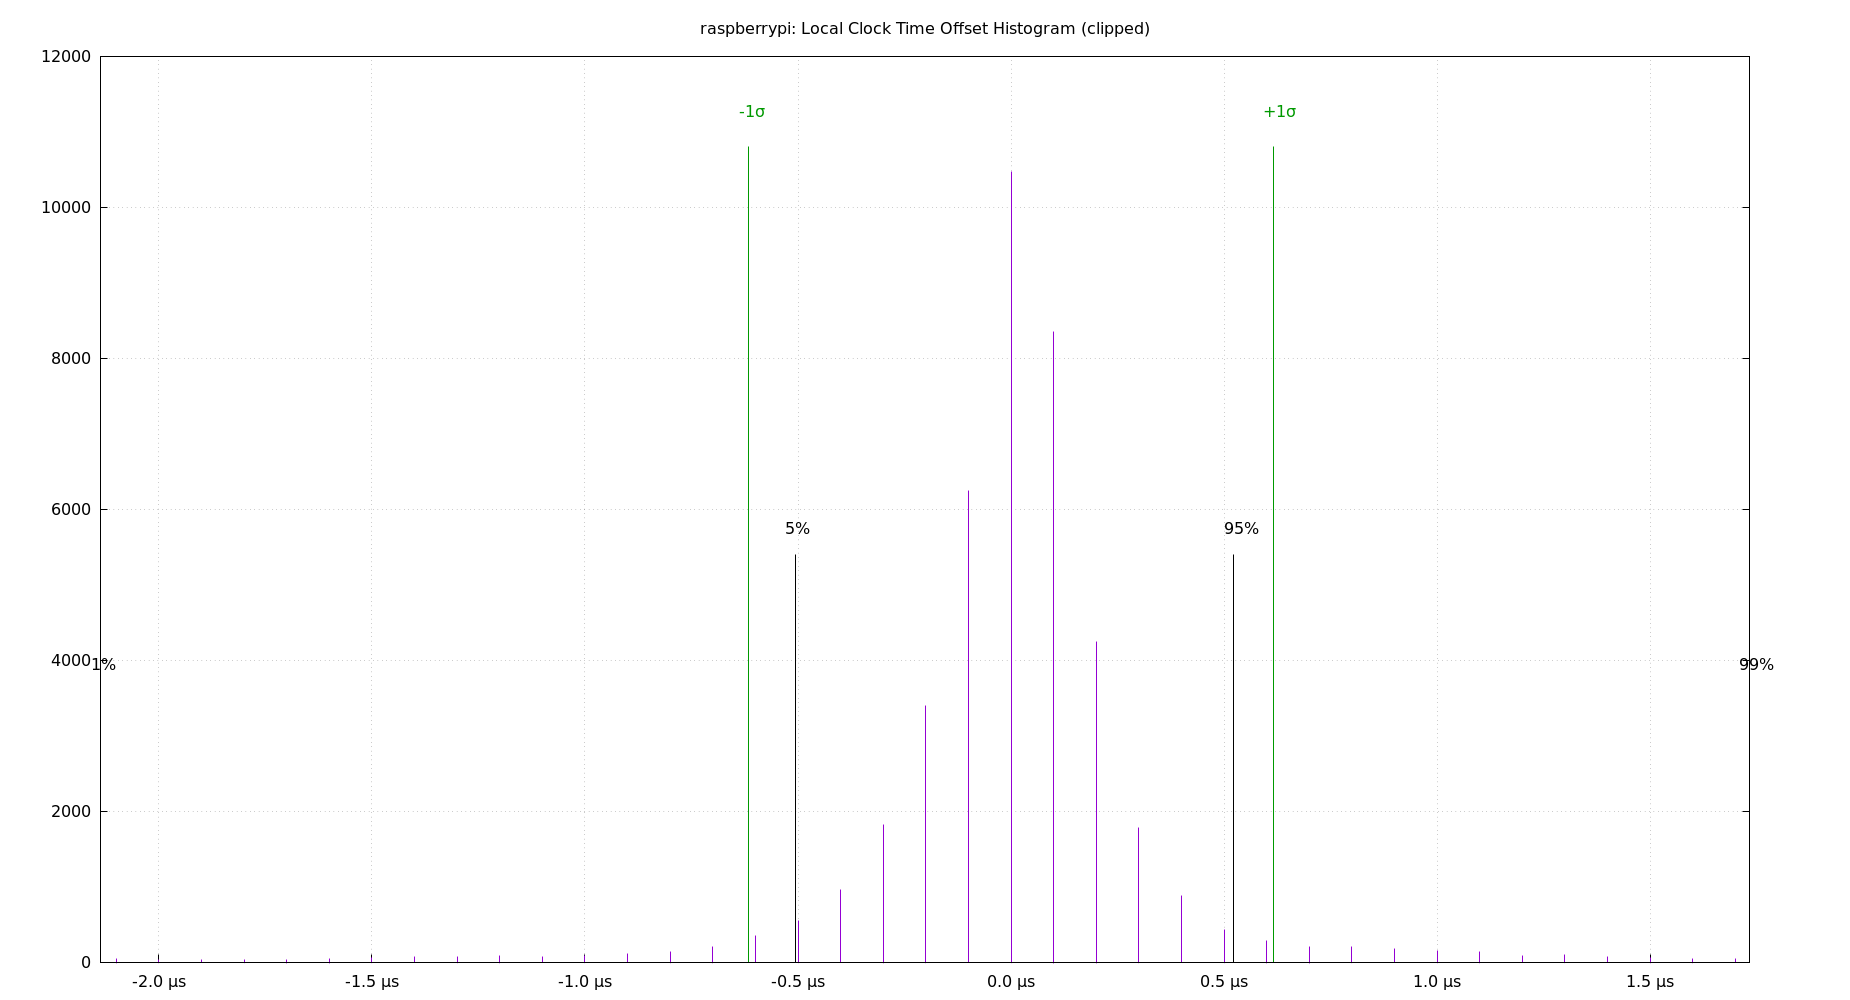 raspberrypi: Local Clock Time Offset Histogram (clipped)
12000
-1σ
+1σ
10000
8000
6000
5%
95%
4000
1%
99%
2000
0
-2.0 µs
-1.5 µs
-1.0 µs
-0.5 µs
0.0 µs
0.5 µs
1.0 µs
1.5 µs